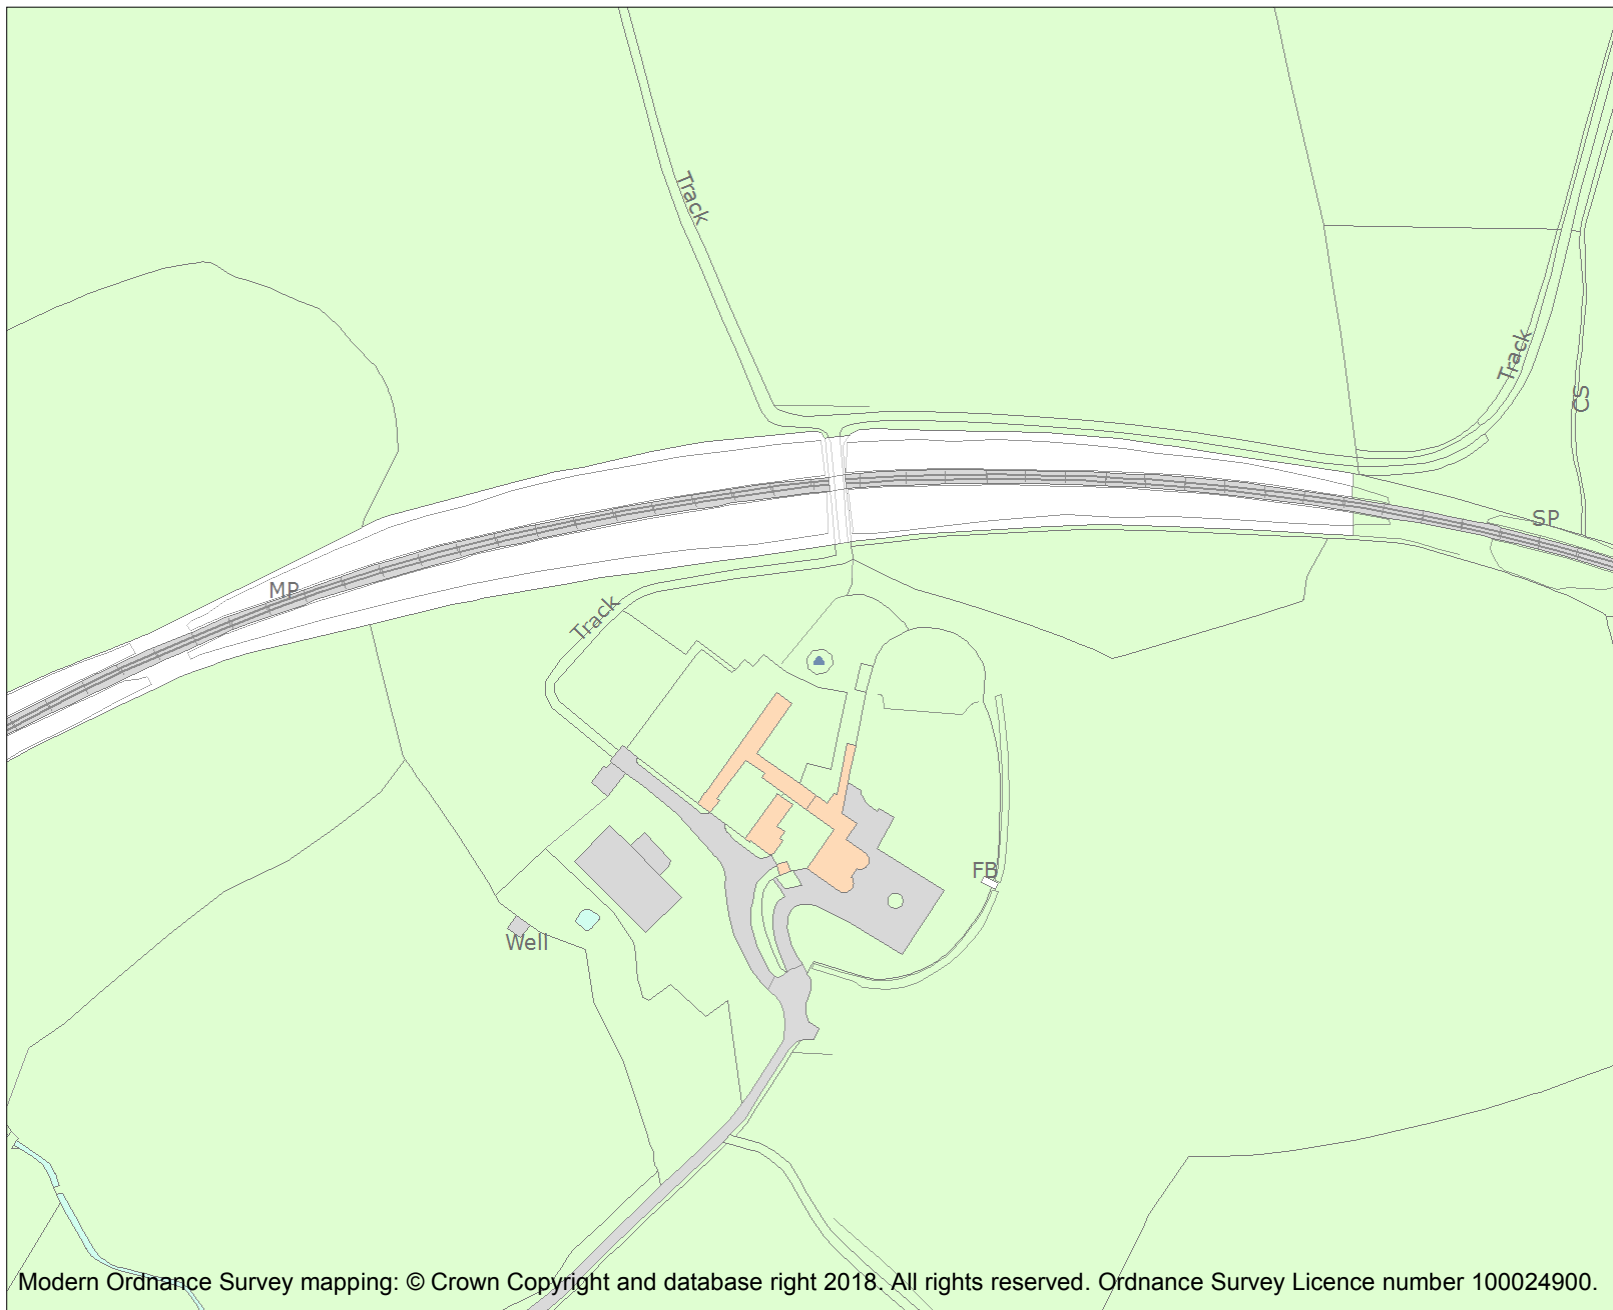 Track
Track
CS
SP
MP
Track
FB
Well
Modern Ordnance Survey mapping: © Crown Copyright and database right 2018. All rights reserved. Ordnance Survey Licence number 100024900.